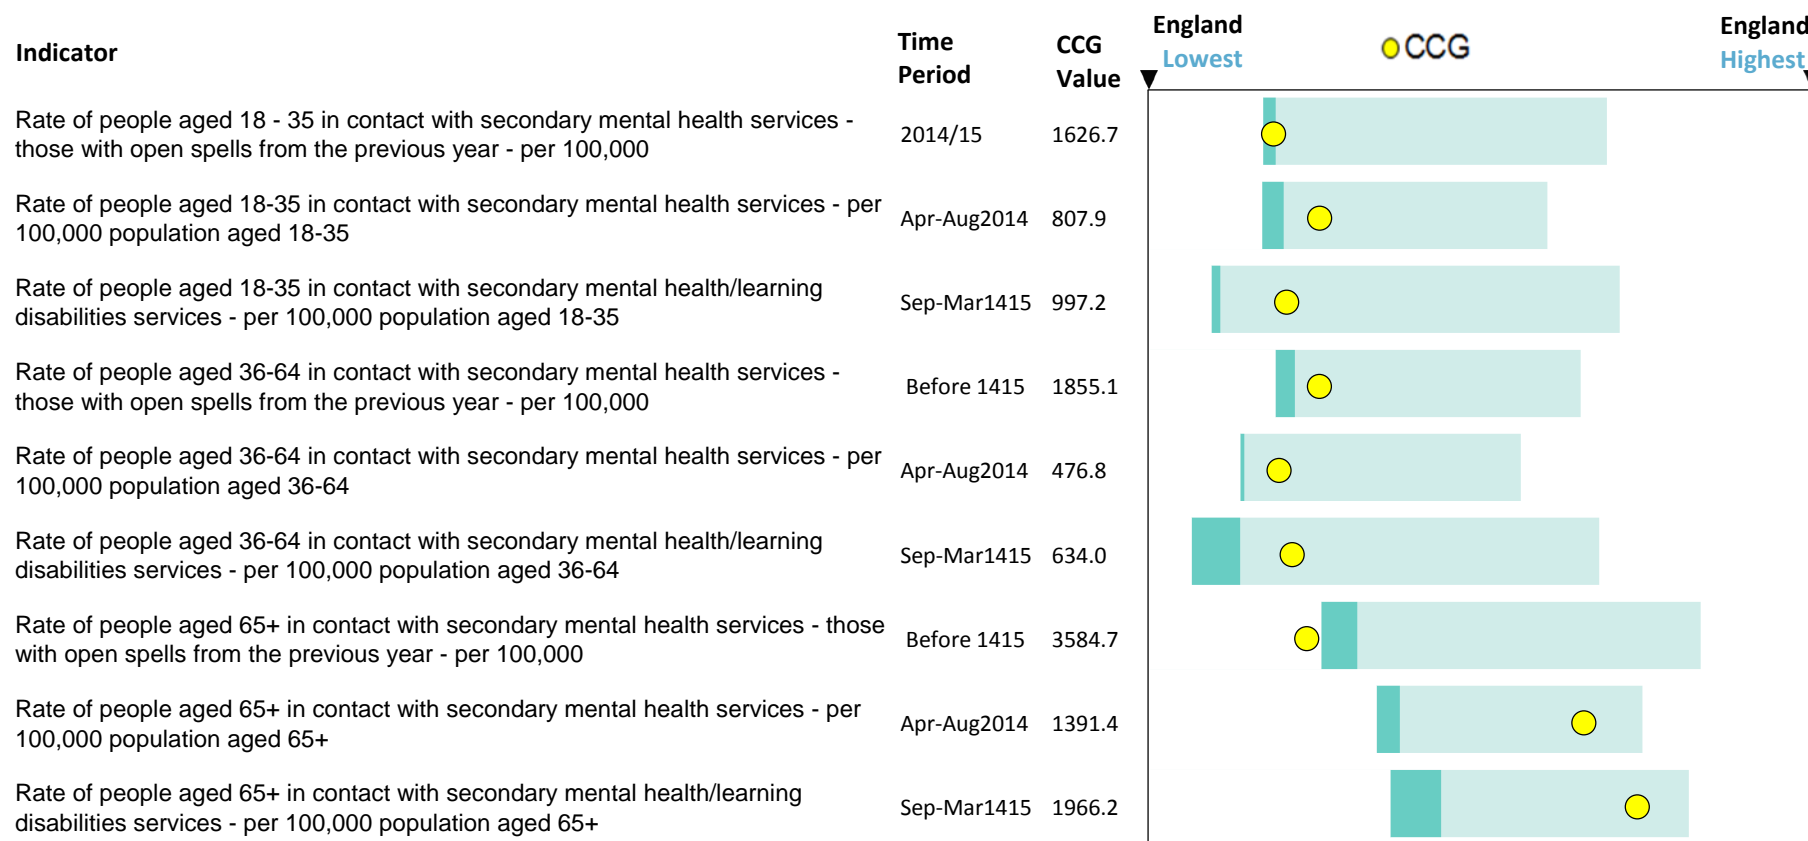 Indicator
Time Period
CCG Value
England Lowest
CCG
England Highest
Rate of people aged 18 - 35 in contact with secondary mental health services -
those with open spells from the previous year - per 100,000
2014/15 1626.7
Rate of people aged 18-35 in contact with secondary mental health services - per
100,000 population aged 18-35
Apr-Aug2014 807.9
Rate of people aged 18-35 in contact with secondary mental health/learning
disabilities services - per 100,000 population aged 18-35
Sep-Mar1415 997.2
Rate of people aged 36-64 in contact with secondary mental health services -
those with open spells from the previous year - per 100,000
Before 1415 1855.1
Rate of people aged 36-64 in contact with secondary mental health services - per
100,000 population aged 36-64
Apr-Aug2014 476.8
Rate of people aged 36-64 in contact with secondary mental health/learning
disabilities services - per 100,000 population aged 36-64
Sep-Mar1415 634.0
Rate of people aged 65+ in contact with secondary mental health services - those
with open spells from the previous year - per 100,000
Before 1415 3584.7
Rate of people aged 65+ in contact with secondary mental health services - per
100,000 population aged 65+
Apr-Aug2014 1391.4
Rate of people aged 65+ in contact with secondary mental health/learning
disabilities services - per 100,000 population aged 65+
Sep-Mar1415 1966.2